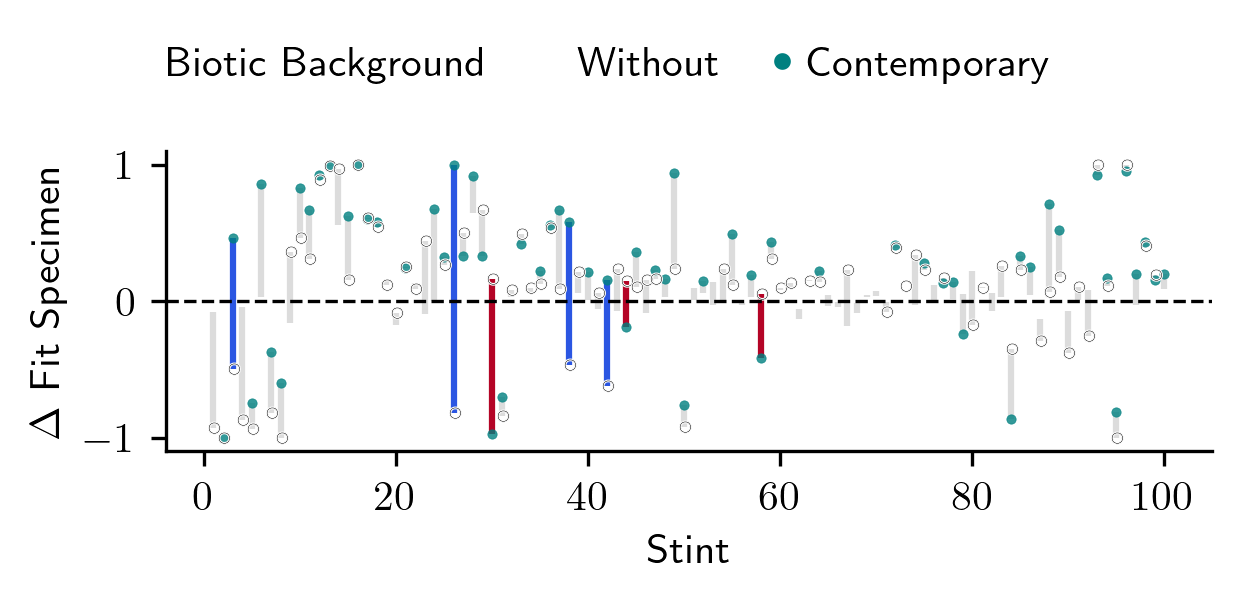 Biotic Background Without Contemporary
1
0
−1
Δ Fit Specimen
0 20 40 60 80 100
Stint